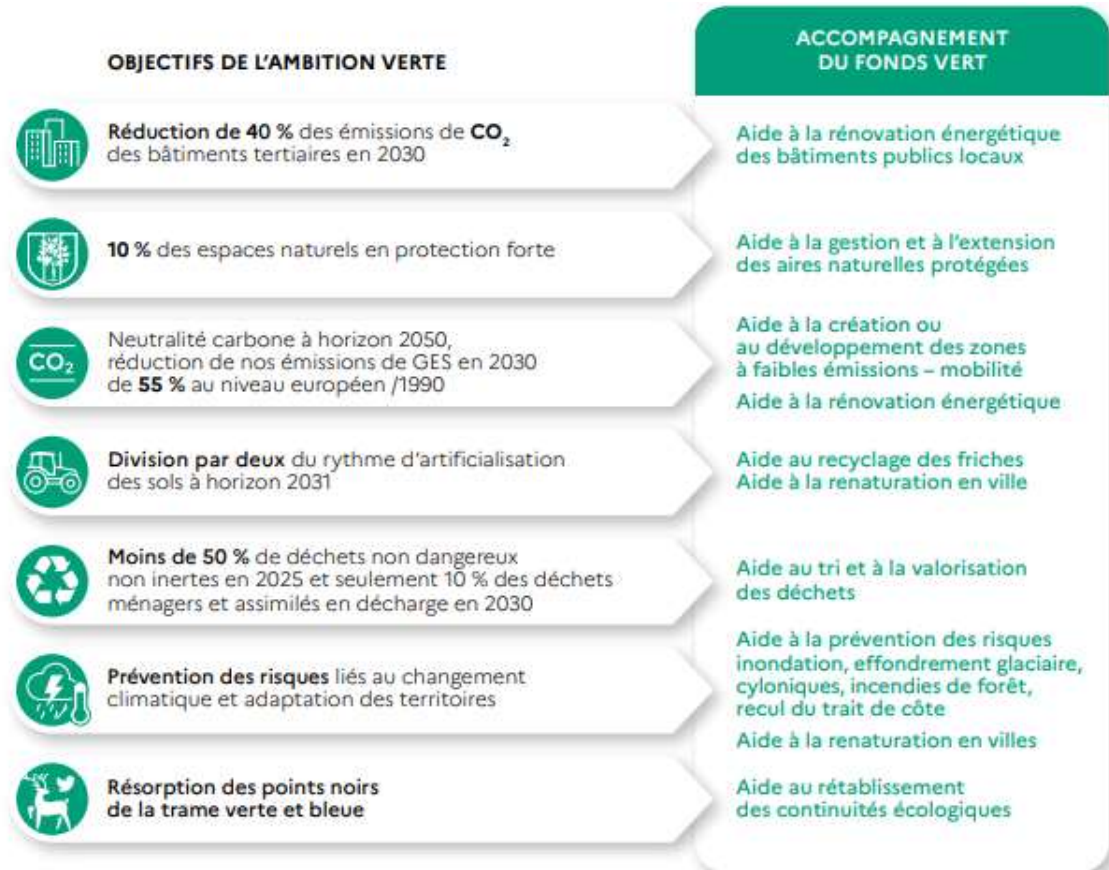 OBJECTIFS DE L'AMBITION VERTE
ACCOMPAGNEMENT
DU FONDS VERT
Réduction de 40 % des émissions de CO₂
des bâtiments tertiaires en 2030
Aide à la rénovation énergétique
des bâtiments publics locaux
10 % des espaces naturels en protection forte
Aide à la gestion et à l'extension
des aires naturelles protégées
CO₂
Neutralité carbone à horizon 2050,
réduction de nos émissions de GES en 2030
de 55 % au niveau européen /1990
Aide à la création ou
au développement des zones
à faibles émissions – mobilité
Aide à la rénovation énergétique
Division par deux du rythme d'artificialisation
des sols à horizon 2031
Aide au recyclage des friches
Aide à la renaturation en ville
Moins de 50 % de déchets non dangereux
non inertes en 2025 et seulement 10 % des déchets
ménagers et assimilés en décharge en 2030
Aide au tri et à la valorisation
des déchets
Prévention des risques liés au changement
climatique et adaptation des territoires
Aide à la prévention des risques
inondation, effondrement glaciaire,
cyloniques, incendies de forêt,
recul du trait de côte
Aide à la renaturation en villes
Résorption des points noirs
de la trame verte et bleue
Aide au rétablissement
des continuités écologiques